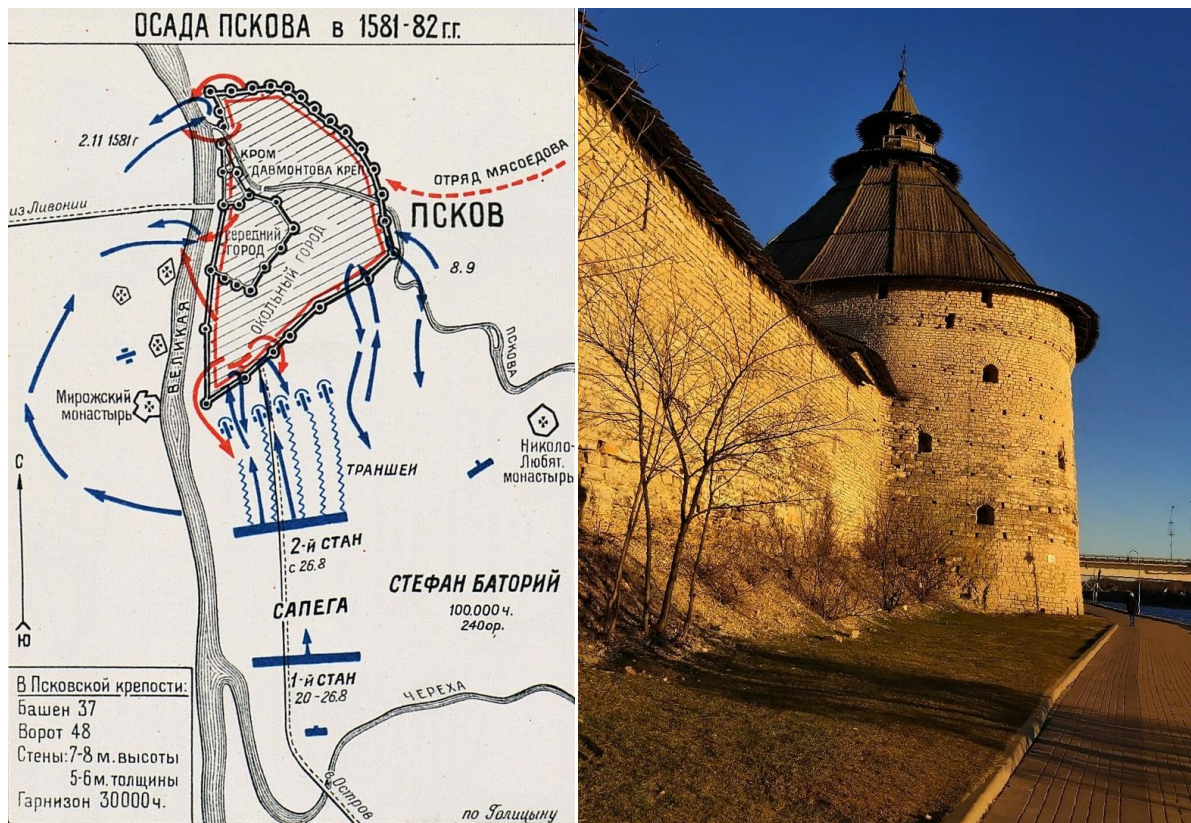 ОСАДА ПСКОВА в 1581-82 г.г.
2.11 1581 г
КРОМ
ДАВМОНТОВА КРЕП.
ОТРЯД МЯСОЕДОВА
из Ливонии
ПСКОВ
СЕРЕДНИЙ
ГОРОД
ОКОЛЬНЫЙ ГОРОД
8.9
ВЕЛИКАЯ
ПСКОВА
Мирожский
монастырь
Николо-
Любят.
монастырь
ТРАНШЕИ
С
Ю
2-й СТАН
с 26.8
СТЕФАН БАТОРИЙ
100.000 ч.
240 ор.
САПЕГА
1-й СТАН
20-26.8
ЧЕРЕХА
в Остров
В Псковской крепости:
Башен 37
Ворот 48
Стены: 7-8 м. высоты
5-6 м. толщины
Гарнизон 30000 ч.
по Голицыну